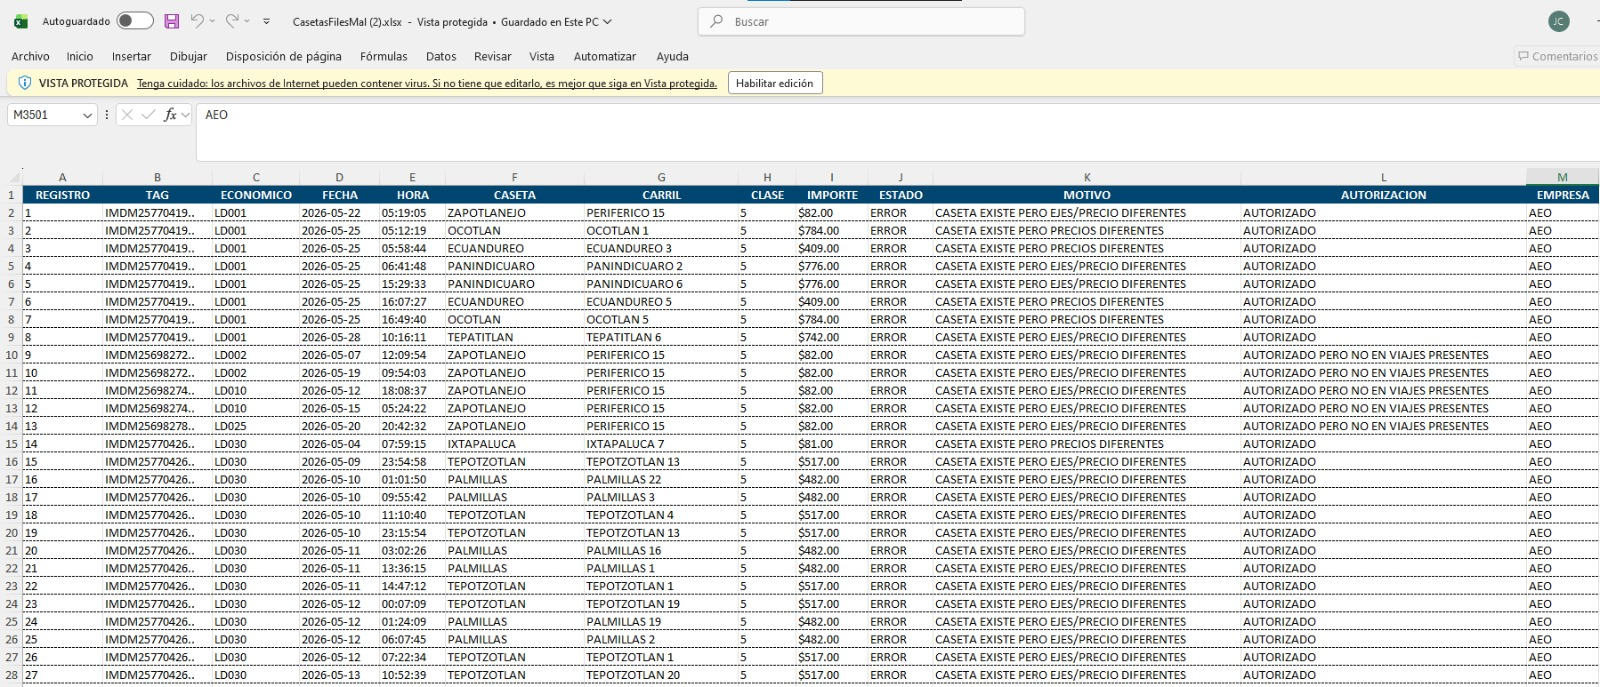 Autoguardado CasetasFilesMal (2).xlsx - Vista protegida • Guardado en Este PC Buscar JC
Archivo Inicio Insertar Dibujar Disposición de página Fórmulas Datos Revisar Vista Automatizar Ayuda Comentarios
VISTA PROTEGIDA Tenga cuidado: los archivos de Internet pueden contener virus. Si no tiene que editarlo, es mejor que siga en Vista protegida. Habilitar edición
M3501 fx AEO
A B C D E F G H I J K L M
1 REGISTRO TAG ECONOMICO FECHA HORA CASETA CARRIL CLASE IMPORTE ESTADO MOTIVO AUTORIZACION EMPRESA
2 1 IMDM25770419.. LD001 2026-05-22 05:19:05 ZAPOTLANEJO PERIFERICO 15 5 $82.00 ERROR CASETA EXISTE PERO EJES/PRECIO DIFERENTES AUTORIZADO AEO
3 2 IMDM25770419.. LD001 2026-05-25 05:12:19 OCOTLAN OCOTLAN 1 5 $784.00 ERROR CASETA EXISTE PERO PRECIOS DIFERENTES AUTORIZADO AEO
4 3 IMDM25770419.. LD001 2026-05-25 05:58:44 ECUANDUREO ECUANDUREO 3 5 $409.00 ERROR CASETA EXISTE PERO PRECIOS DIFERENTES AUTORIZADO AEO
5 4 IMDM25770419.. LD001 2026-05-25 06:41:48 PANINDICUARO PANINDICUARO 2 5 $776.00 ERROR CASETA EXISTE PERO EJES/PRECIO DIFERENTES AUTORIZADO AEO
6 5 IMDM25770419.. LD001 2026-05-25 15:29:33 PANINDICUARO PANINDICUARO 6 5 $776.00 ERROR CASETA EXISTE PERO EJES/PRECIO DIFERENTES AUTORIZADO AEO
7 6 IMDM25770419.. LD001 2026-05-25 16:07:27 ECUANDUREO ECUANDUREO 5 5 $409.00 ERROR CASETA EXISTE PERO PRECIOS DIFERENTES AUTORIZADO AEO
8 7 IMDM25770419.. LD001 2026-05-25 16:49:40 OCOTLAN OCOTLAN 5 5 $784.00 ERROR CASETA EXISTE PERO PRECIOS DIFERENTES AUTORIZADO AEO
9 8 IMDM25770419.. LD001 2026-05-28 10:16:11 TEPATITLAN TEPATITLAN 6 5 $742.00 ERROR CASETA EXISTE PERO EJES/PRECIO DIFERENTES AUTORIZADO AEO
10 9 IMDM25698272.. LD002 2026-05-07 12:09:54 ZAPOTLANEJO PERIFERICO 15 5 $82.00 ERROR CASETA EXISTE PERO EJES/PRECIO DIFERENTES AUTORIZADO PERO NO EN VIAJES PRESENTES AEO
11 10 IMDM25698272.. LD002 2026-05-19 09:54:03 ZAPOTLANEJO PERIFERICO 15 5 $82.00 ERROR CASETA EXISTE PERO EJES/PRECIO DIFERENTES AUTORIZADO PERO NO EN VIAJES PRESENTES AEO
12 11 IMDM25698274.. LD010 2026-05-12 18:08:37 ZAPOTLANEJO PERIFERICO 15 5 $82.00 ERROR CASETA EXISTE PERO EJES/PRECIO DIFERENTES AUTORIZADO PERO NO EN VIAJES PRESENTES AEO
13 12 IMDM25698274.. LD010 2026-05-15 05:24:22 ZAPOTLANEJO PERIFERICO 15 5 $82.00 ERROR CASETA EXISTE PERO EJES/PRECIO DIFERENTES AUTORIZADO PERO NO EN VIAJES PRESENTES AEO
14 13 IMDM25698278.. LD025 2026-05-20 20:42:32 ZAPOTLANEJO PERIFERICO 15 5 $82.00 ERROR CASETA EXISTE PERO EJES/PRECIO DIFERENTES AUTORIZADO PERO NO EN VIAJES PRESENTES AEO
15 14 IMDM25770426.. LD030 2026-05-04 07:59:15 IXTAPALUCA IXTAPALUCA 7 5 $81.00 ERROR CASETA EXISTE PERO PRECIOS DIFERENTES AUTORIZADO AEO
16 15 IMDM25770426.. LD030 2026-05-09 23:54:58 TEPOTZOTLAN TEPOTZOTLAN 13 5 $517.00 ERROR CASETA EXISTE PERO EJES/PRECIO DIFERENTES AUTORIZADO AEO
17 16 IMDM25770426.. LD030 2026-05-10 01:01:50 PALMILLAS PALMILLAS 22 5 $482.00 ERROR CASETA EXISTE PERO EJES/PRECIO DIFERENTES AUTORIZADO AEO
18 17 IMDM25770426.. LD030 2026-05-10 09:55:42 PALMILLAS PALMILLAS 3 5 $482.00 ERROR CASETA EXISTE PERO EJES/PRECIO DIFERENTES AUTORIZADO AEO
19 18 IMDM25770426.. LD030 2026-05-10 11:10:40 TEPOTZOTLAN TEPOTZOTLAN 4 5 $517.00 ERROR CASETA EXISTE PERO EJES/PRECIO DIFERENTES AUTORIZADO AEO
20 19 IMDM25770426.. LD030 2026-05-10 23:15:54 TEPOTZOTLAN TEPOTZOTLAN 13 5 $517.00 ERROR CASETA EXISTE PERO EJES/PRECIO DIFERENTES AUTORIZADO AEO
21 20 IMDM25770426.. LD030 2026-05-11 03:02:26 PALMILLAS PALMILLAS 16 5 $482.00 ERROR CASETA EXISTE PERO EJES/PRECIO DIFERENTES AUTORIZADO AEO
22 21 IMDM25770426.. LD030 2026-05-11 13:36:15 PALMILLAS PALMILLAS 1 5 $482.00 ERROR CASETA EXISTE PERO EJES/PRECIO DIFERENTES AUTORIZADO AEO
23 22 IMDM25770426.. LD030 2026-05-11 14:47:12 TEPOTZOTLAN TEPOTZOTLAN 1 5 $517.00 ERROR CASETA EXISTE PERO EJES/PRECIO DIFERENTES AUTORIZADO AEO
24 23 IMDM25770426.. LD030 2026-05-12 00:07:09 TEPOTZOTLAN TEPOTZOTLAN 19 5 $517.00 ERROR CASETA EXISTE PERO EJES/PRECIO DIFERENTES AUTORIZADO AEO
25 24 IMDM25770426.. LD030 2026-05-12 01:24:09 PALMILLAS PALMILLAS 19 5 $482.00 ERROR CASETA EXISTE PERO EJES/PRECIO DIFERENTES AUTORIZADO AEO
26 25 IMDM25770426.. LD030 2026-05-12 06:07:45 PALMILLAS PALMILLAS 2 5 $482.00 ERROR CASETA EXISTE PERO EJES/PRECIO DIFERENTES AUTORIZADO AEO
27 26 IMDM25770426.. LD030 2026-05-12 07:22:34 TEPOTZOTLAN TEPOTZOTLAN 1 5 $517.00 ERROR CASETA EXISTE PERO EJES/PRECIO DIFERENTES AUTORIZADO AEO
28 27 IMDM25770426.. LD030 2026-05-13 10:52:39 TEPOTZOTLAN TEPOTZOTLAN 20 5 $517.00 ERROR CASETA EXISTE PERO EJES/PRECIO DIFERENTES AUTORIZADO AEO